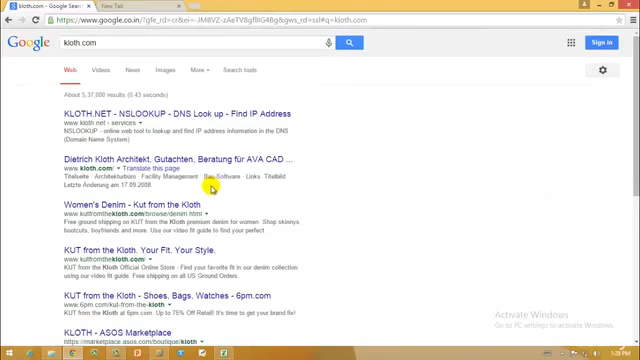 kloth.com - Google Search
New Tab
https://www.google.co.in/?gfe_rd=cr&ei=
gws_rd=ssl#q=kloth.com
Google
kloth.com
Sign in
Web Videos News Images More Search tools
About 5,37,000 results (0.43 seconds)
KLOTH.NET - NSLOOKUP - DNS Look up - Find IP Address
www.kloth.net › services
NSLOOKUP - online web tool to lookup and find IP address information in the DNS
(Domain Name System)
Dietrich Kloth Architekt, Gutachten, Beratung für AVA CAD ...
www.kloth.com/ Translate this page
Titelseite Architekturbüro Facility Management Bau-Software Links Titelbild
Letzte Änderung am 17.09.2008.
Women's Denim - Kut from the Kloth
www.kutfromthekloth.com/browse/denim.html
Free ground shipping on KUT from the Kloth premium denim for women. Shop skinnys,
bootcuts, boyfriends and more. Use our video fit guide to find your perfect
KUT from the Kloth. Your Fit. Your Style.
www.kutfromthekloth.com/
KUT from the Kloth Official Online Store - Find your favorite fit in our denim collection
using our video fit guide. Free shipping on all US Ground Orders.
KUT from the Kloth - Shoes, Bags, Watches - 6pm.com
www.6pm.com/kut-from-the-kloth
KUT from the Kloth at 6pm.com. Up to 75% Off Retail! It's time to get your brand fix!
KLOTH - ASOS Marketplace
https://marketplace.asos.com/boutique/kloth
Activate Windows
Go to PC settings to activate Windows.
1:28 PM